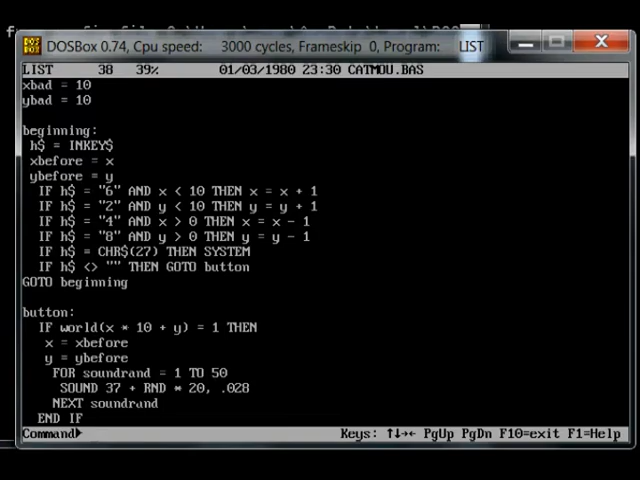 DOSBox 0.74, Cpu speed: 3000 cycles, Frameskip 0, Program: LIST
LIST 38 39% 01/03/1980 23:30 CATMOU.BAS
xbad = 10
ybad = 10
beginning:
h$ = INKEY$
xbefore = x
ybefore = y
IF h$ = "6" AND x < 10 THEN x = x + 1
IF h$ = "2" AND y < 10 THEN y = y + 1
IF h$ = "4" AND x > 0 THEN x = x - 1
IF h$ = "8" AND y > 0 THEN y = y - 1
IF h$ = CHR$(27) THEN SYSTEM
IF h$ <> "" THEN GOTO button
GOTO beginning
button:
IF world(x * 10 + y) = 1 THEN
x = xbefore
y = ybefore
FOR soundrand = 1 TO 50
SOUND 37 + RND * 20, .028
NEXT soundrand
END IF
Command► Keys: ↑↓→← PgUp PgDn F10=exit F1=Help